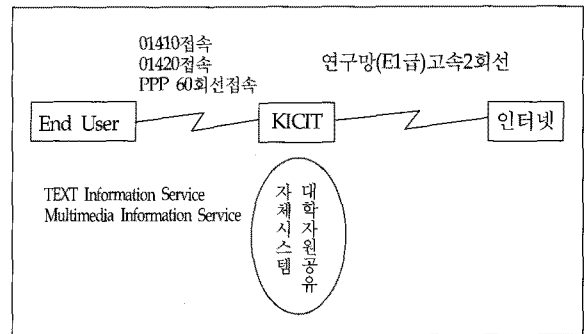 01410접속
01420접속
PPP 60회선접속
연구망(E1급)고속2회선
End User
KICIT
인터넷
TEXT Information Service
Multimedia Information Service
대학자원공유
자체시스템